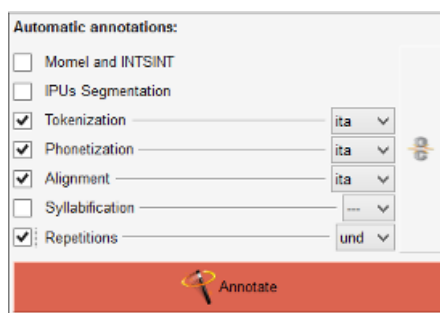 Automatic annotations:
Momel and INTSINT
IPUs Segmentation
Tokenization ita
Phonetization ita
Alignment ita
Syllabification ---
Repetitions und
Annotate